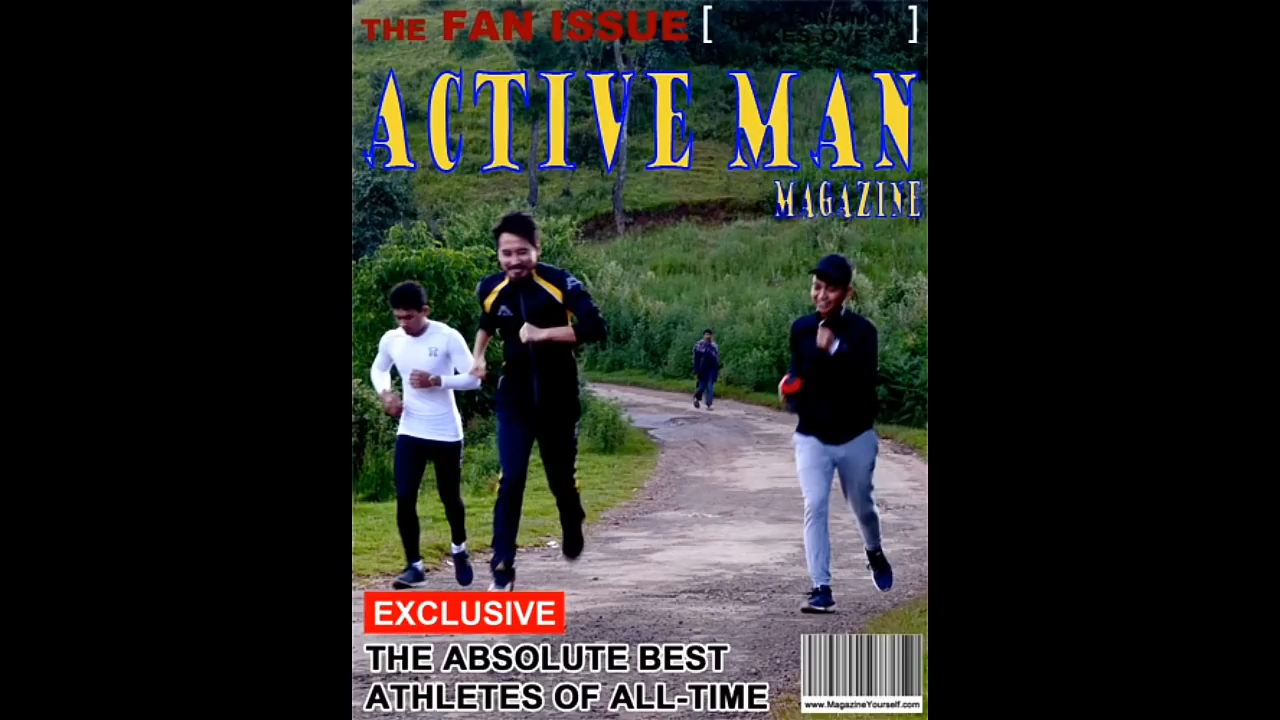 THE FAN ISSUE [ ]
ACTIVE MAN
MAGAZINE
EXCLUSIVE
THE ABSOLUTE BEST
ATHLETES OF ALL-TIME
www.MagazineYourself.com